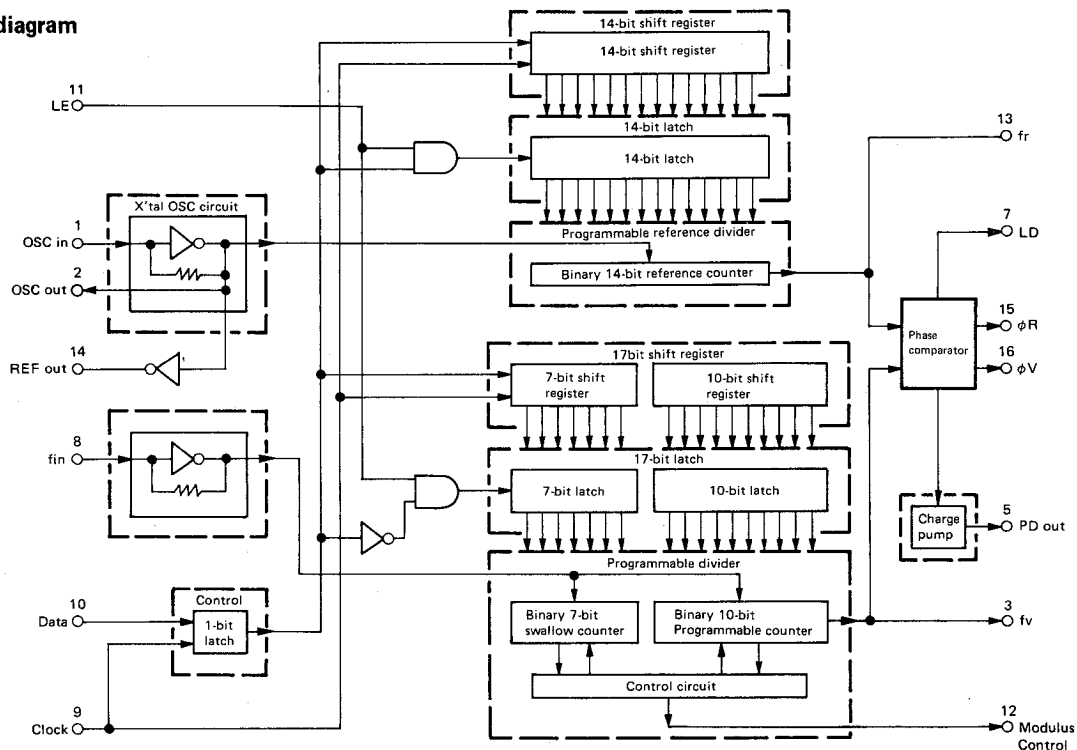 diagram
14-bit shift register
14-bit shift register
11
LE
14-bit latch
14-bit latch
13
fr
X'tal OSC circuit
1
OSC in
2
OSC out
Programmable reference divider
Binary 14-bit reference counter
7
LD
14
REF out
1
Phase
comparator
15
φR
16
φV
17bit shift register
7-bit shift
register
10-bit shift
register
8
fin
17-bit latch
7-bit latch
10-bit latch
Charge
pump
5
PD out
Programmable divider
10
Data
Control
1-bit
latch
Binary 7-bit
swallow counter
Binary 10-bit
Programmable counter
3
fv
Control circuit
9
Clock
12
Modulus
Control